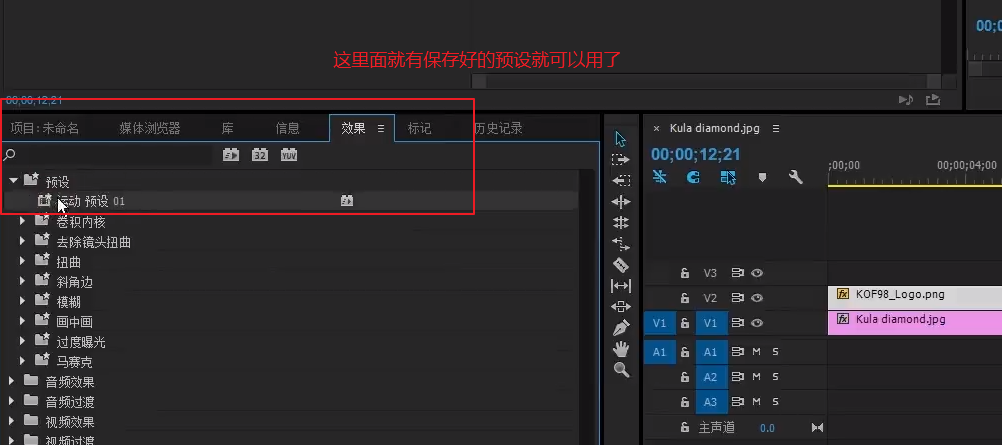 00;0
这里面就有保存好的预设就可以用了
00;00;12;21
项目: 未命名 媒体浏览器 库 信息 效果 标记 历史记录
32 YUV
预设
运动 预设 01
卷积内核
去除镜头扭曲
扭曲
斜角边
模糊
画中画
过度曝光
马赛克
音频效果
音频过渡
视频效果
视频过渡
× Kula diamond.jpg
00;00;12;21
;00;00 00;00;04;00
V3
V2 fx KOF98_Logo.png
V1 V1 fx Kula diamond.jpg
A1 A1 M S
A2 M S
A3 M S
主声道 0.0